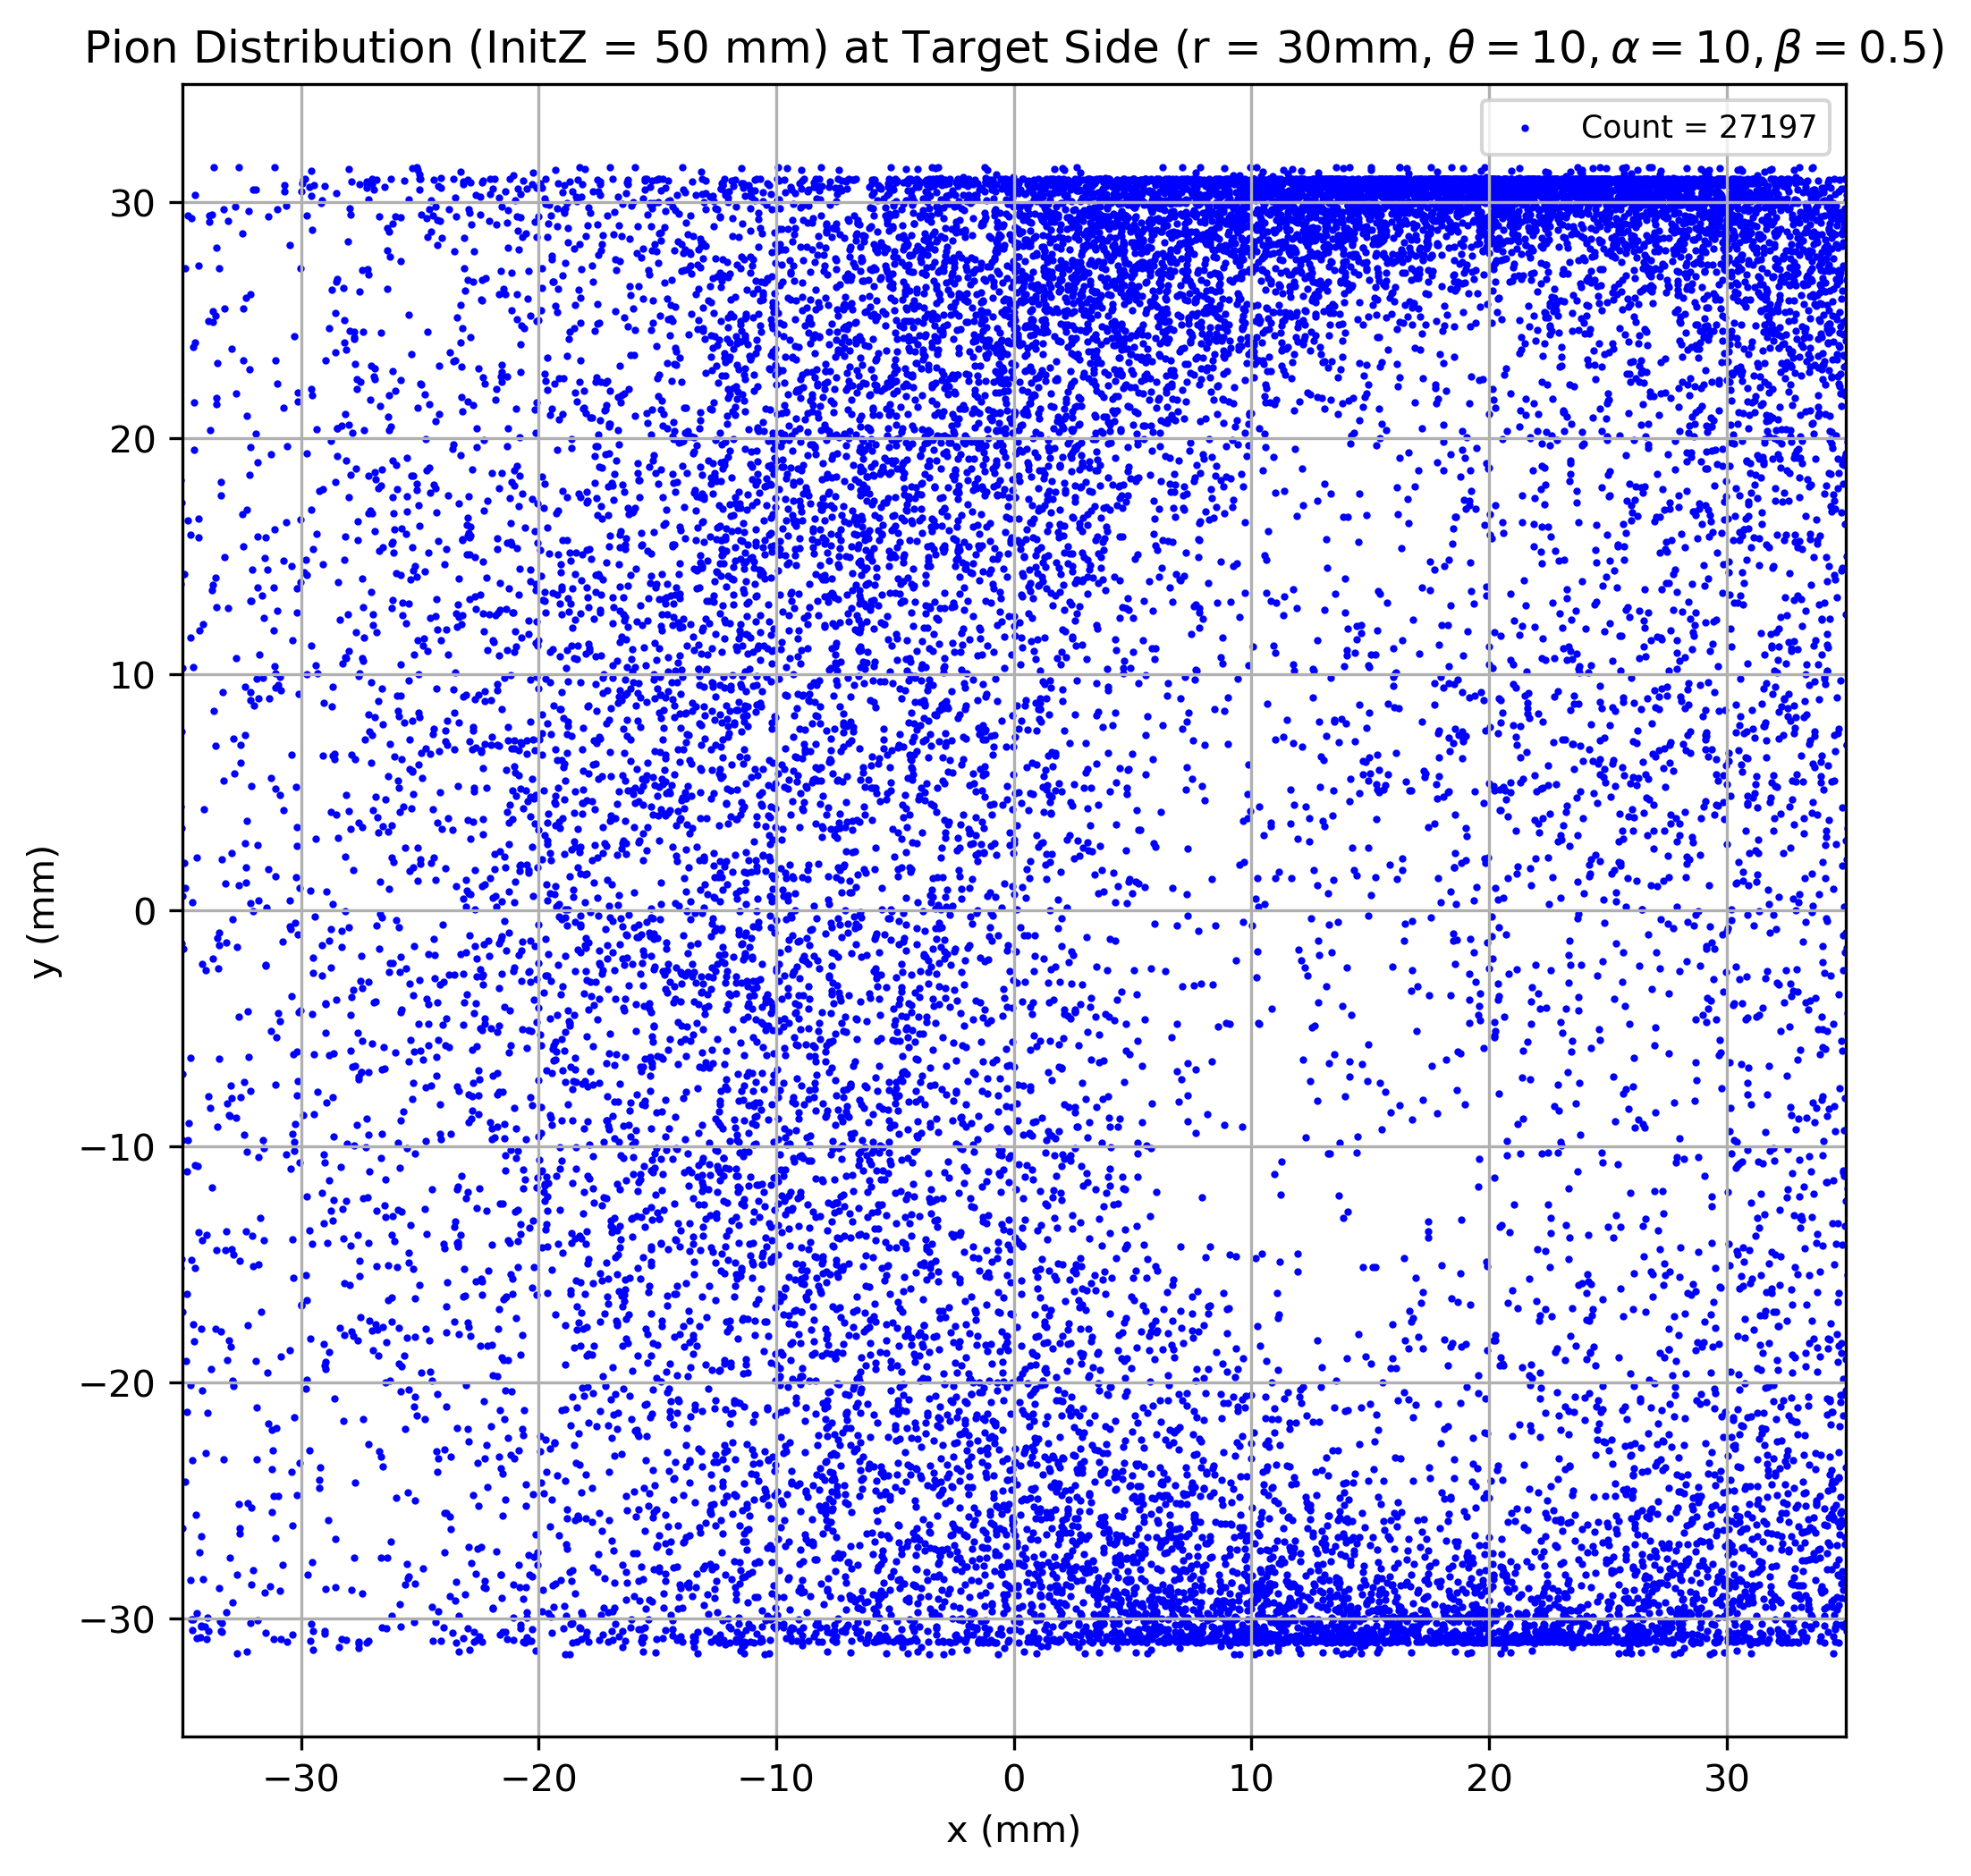 Pion Distribution (InitZ = 50 mm) at Target Side (r = 30mm, θ = 10, α = 10, β = 0.5)
Count = 27197
30
20
10
0
−10
−20
−30
y (mm)
−30 −20 −10 0 10 20 30
x (mm)